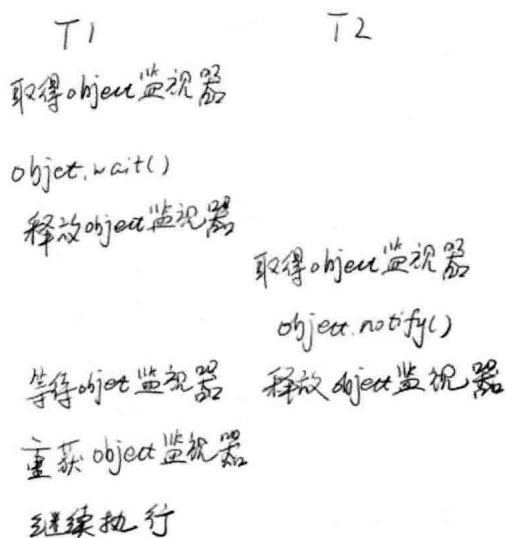 T1 T2
取得object监视器
object.wait()
释放object监视器
取得object监视器
object.notify()
等待object监视器 释放object监视器
重获object监视器
继续执行